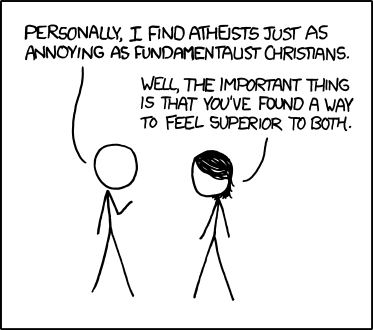 PERSONALLY, I FIND ATHEISTS JUST AS
ANNOYING AS FUNDAMENTALIST CHRISTIANS.
WELL, THE IMPORTANT THING
IS THAT YOU'VE FOUND A WAY
TO FEEL SUPERIOR TO BOTH.